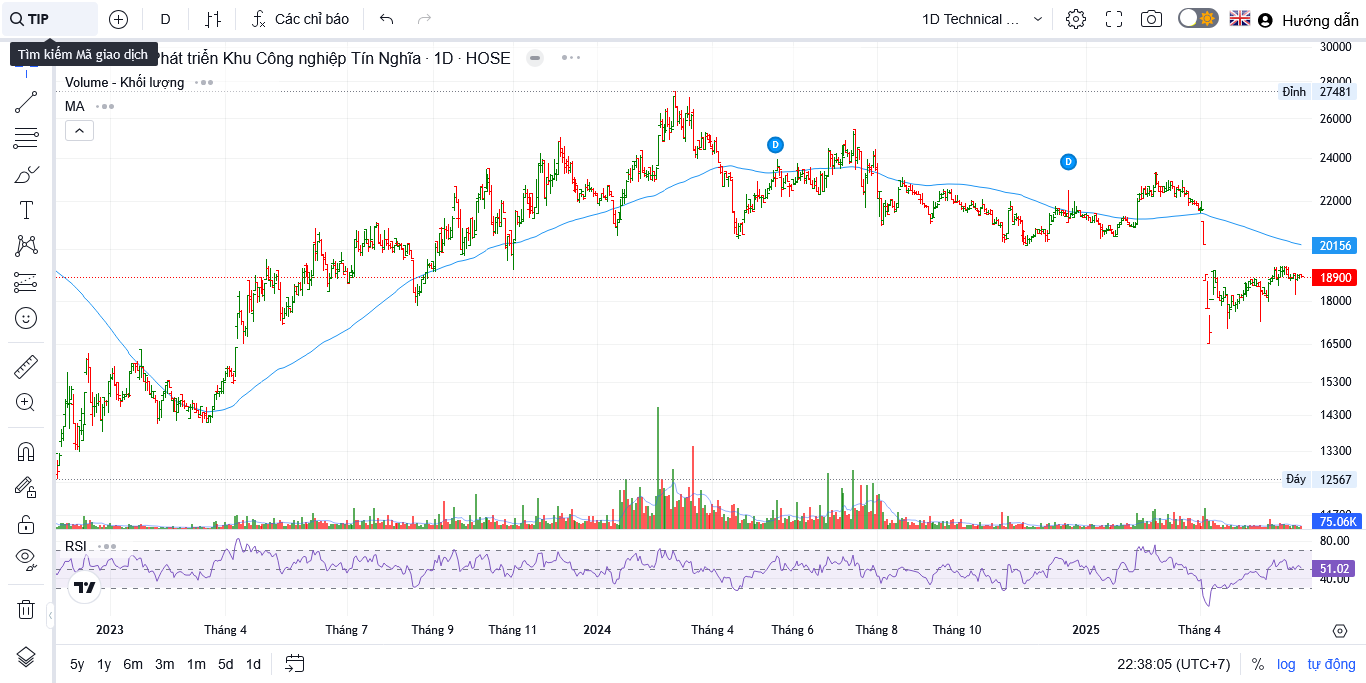 TIP
D
Các chỉ báo
1D Technical ...
Hướng dẫn
Tìm kiếm Mã giao dịch
Phát triển Khu Công nghiệp Tín Nghĩa · 1D · HOSE
Volume - Khối lượng
MA
30000
28000
Đỉnh 27481
26000
D
24000
D
22000
20156
18900
18000
16500
15300
14300
13300
Đáy 12567
75.06K
RSI
80.00
51.02
40.00
2023 Tháng 4 Tháng 7 Tháng 9 Tháng 11 2024 Tháng 4 Tháng 6 Tháng 8 Tháng 10 2025 Tháng 4
5y 1y 6m 3m 1m 5d 1d
22:38:05 (UTC+7) % log tự động